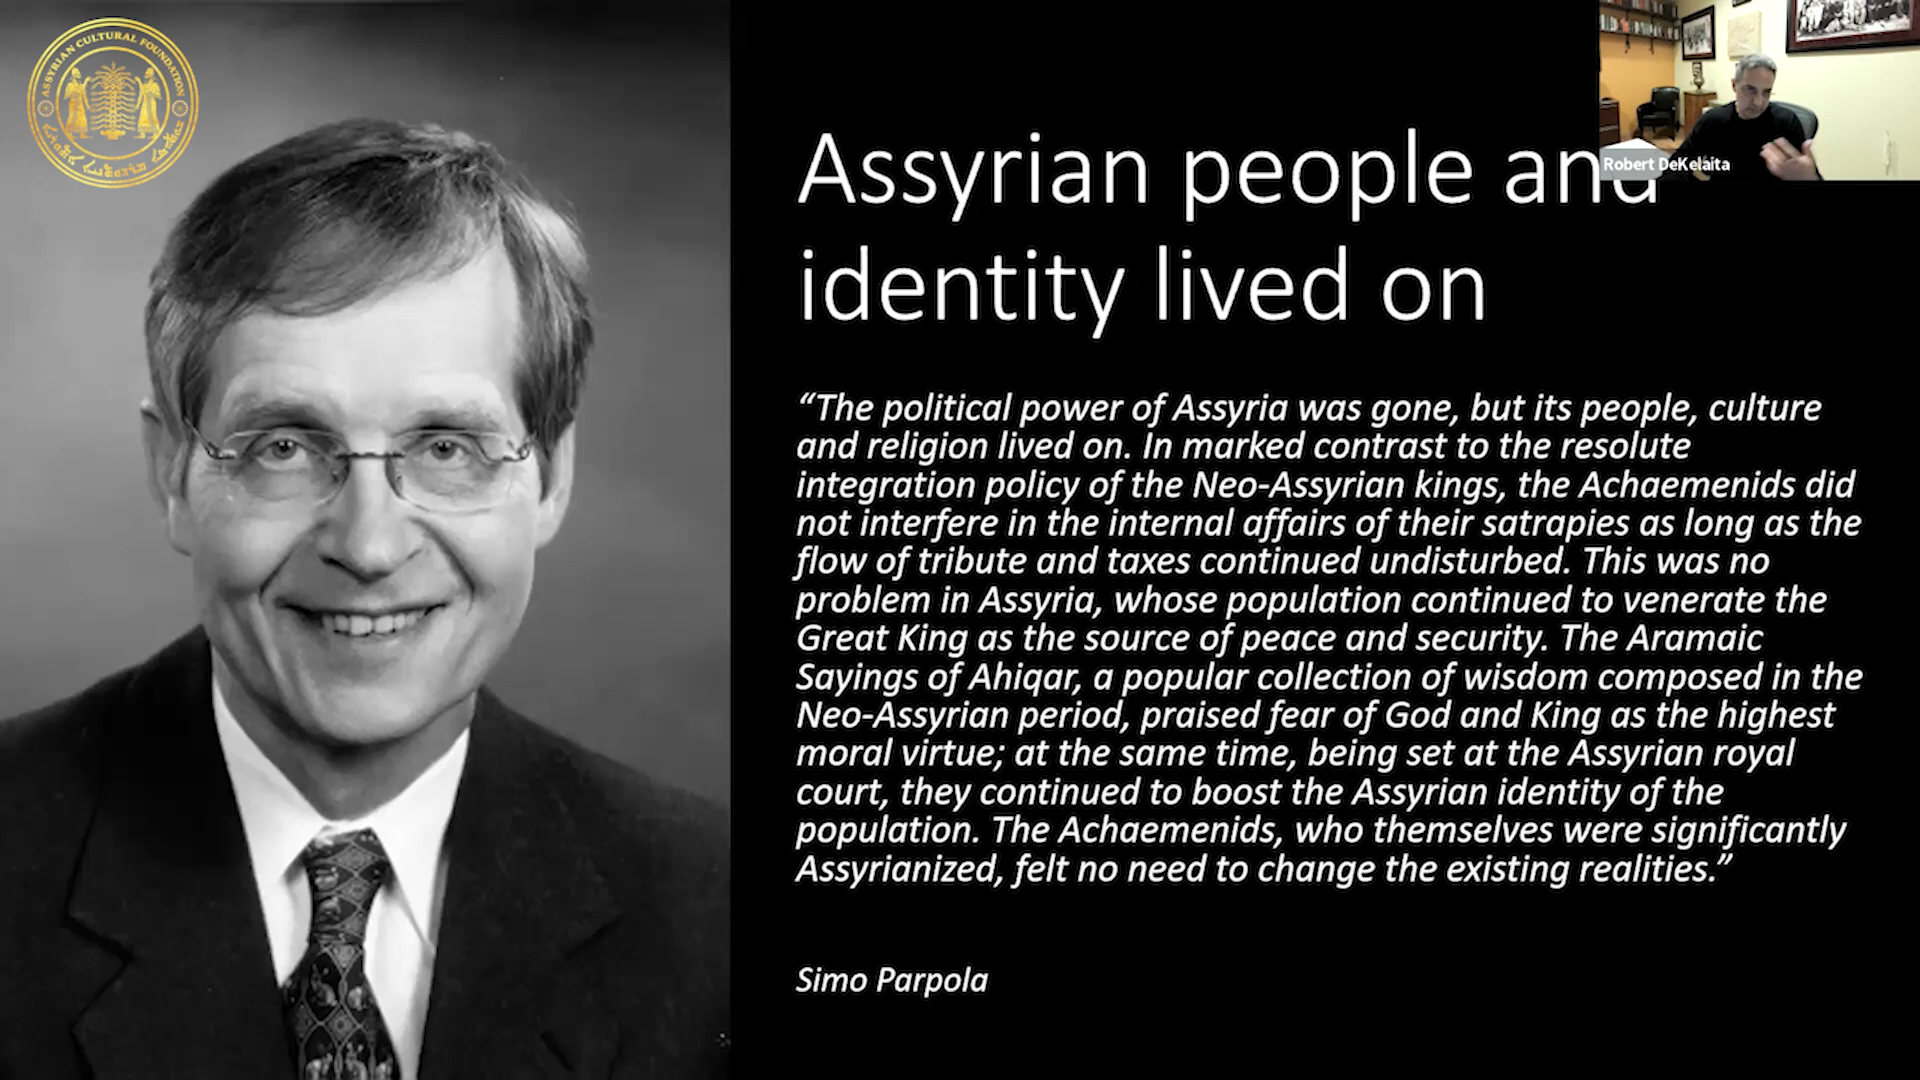 ASSYRIAN CULTURAL FOUNDATION
Robert DeKelaita
Assyrian people and
identity lived on
“The political power of Assyria was gone, but its people, culture
and religion lived on. In marked contrast to the resolute
integration policy of the Neo-Assyrian kings, the Achaemenids did
not interfere in the internal affairs of their satrapies as long as the
flow of tribute and taxes continued undisturbed. This was no
problem in Assyria, whose population continued to venerate the
Great King as the source of peace and security. The Aramaic
Sayings of Ahiqar, a popular collection of wisdom composed in the
Neo-Assyrian period, praised fear of God and King as the highest
moral virtue; at the same time, being set at the Assyrian royal
court, they continued to boost the Assyrian identity of the
population. The Achaemenids, who themselves were significantly
Assyrianized, felt no need to change the existing realities.”
Simo Parpola